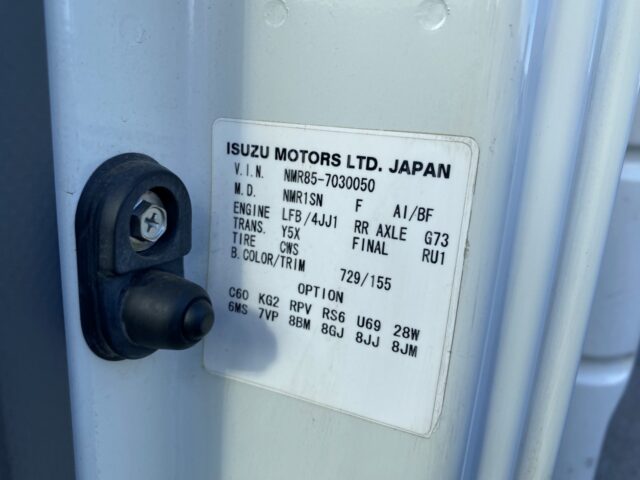 ISUZU MOTORS LTD. JAPAN
V.I.N. NMR85-7030050
M.D. NMR1SN F AI/BF
ENGINE LFB/4JJ1 RR AXLE G73
TRANS. Y5X FINAL RU1
TIRE CWS
B.COLOR/TRIM 729/155
OPTION
C60 KG2 RPV RS6 U69 28W
6MS 7VP 8BM 8GJ 8JJ 8JM